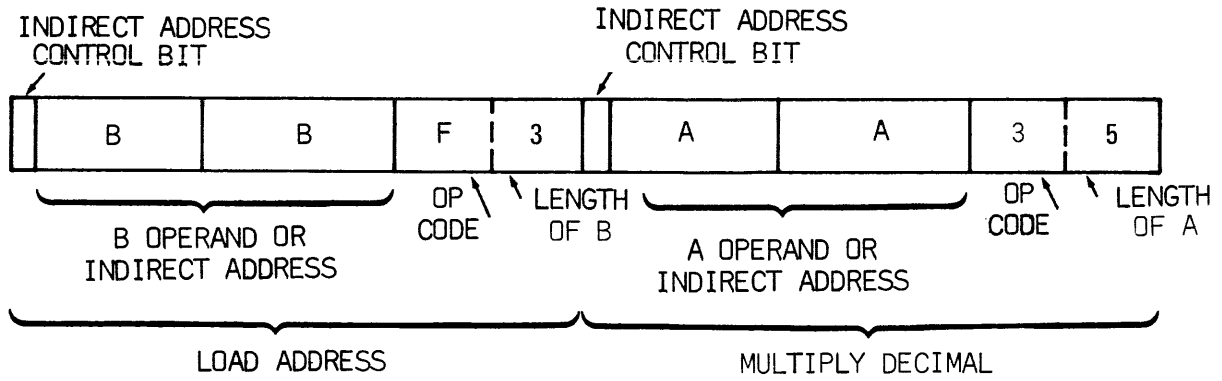 INDIRECT ADDRESS
CONTROL BIT
INDIRECT ADDRESS
CONTROL BIT
B B F 3 A A 3 5
OP
CODE
LENGTH
OF B
OP
CODE
LENGTH
OF A
B OPERAND OR
INDIRECT ADDRESS
A OPERAND OR
INDIRECT ADDRESS
LOAD ADDRESS
MULTIPLY DECIMAL